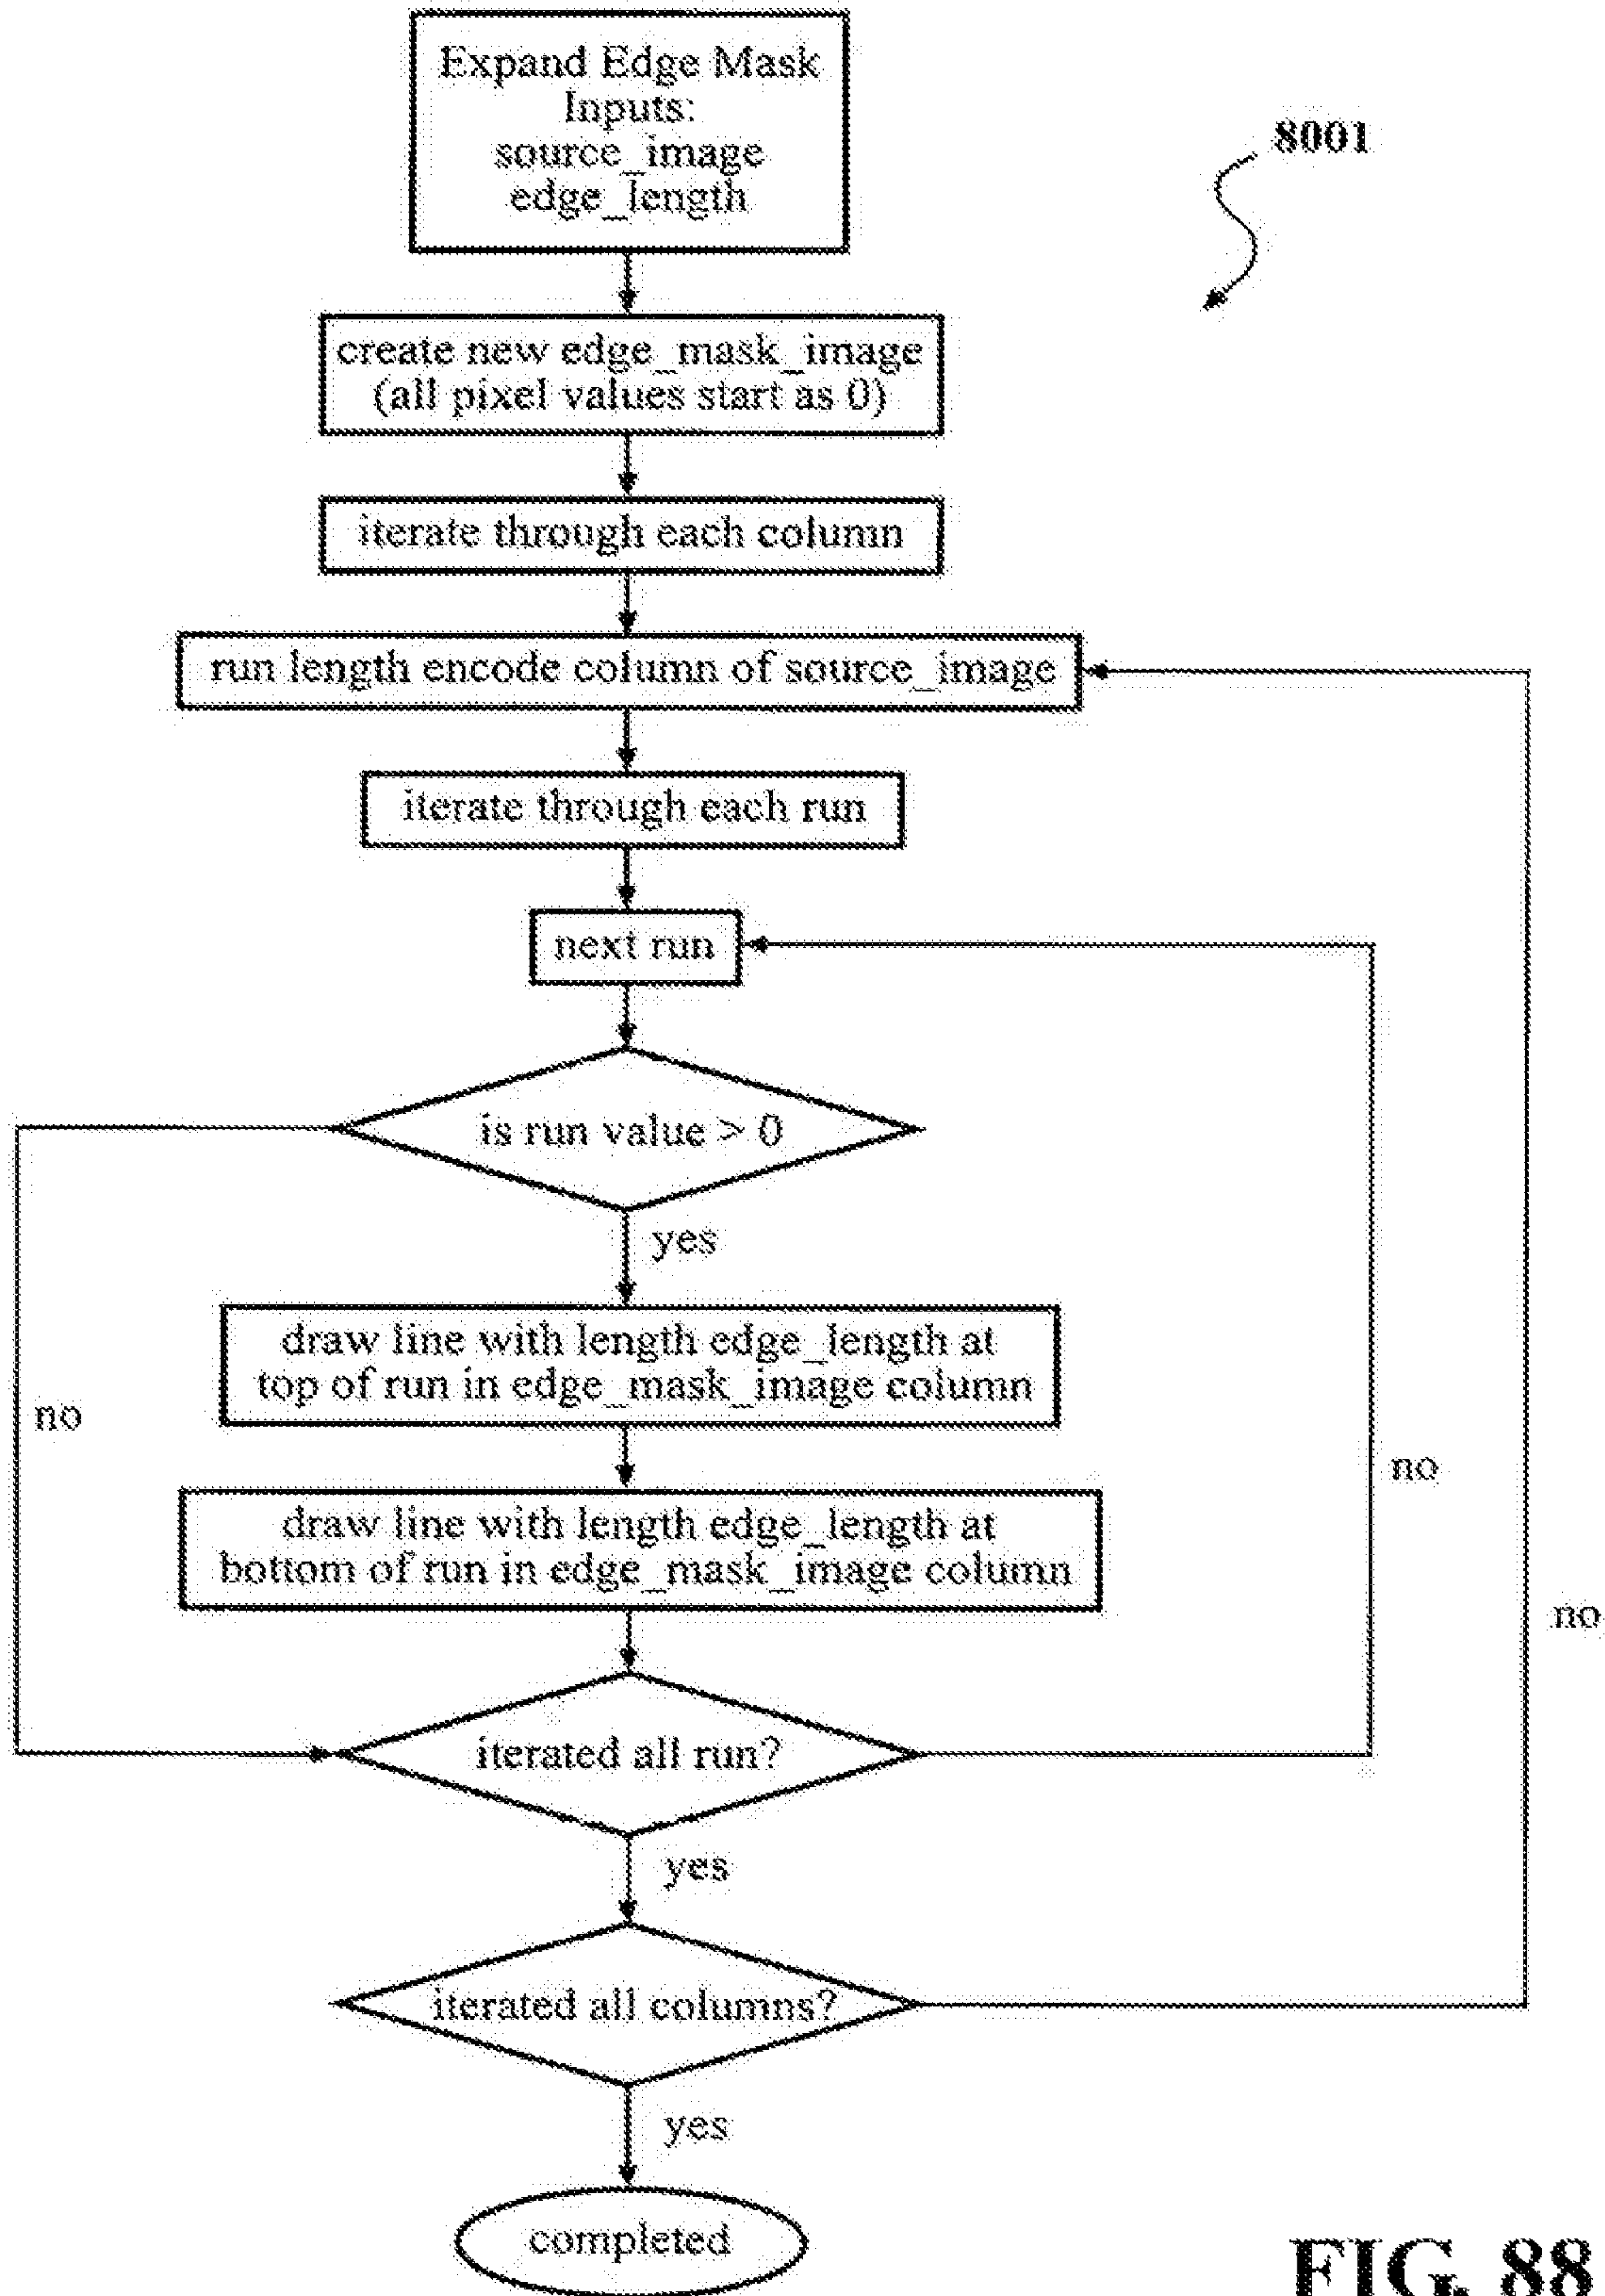 Expand Edge Mask
Inputs:
source_image
edge_length
8001
create new edge_mask_image
(all pixel values start as 0)
iterate through each column
run length encode column of source_image
iterate through each run
next run
is run value > 0
yes
draw line with length edge_length at
top of run in edge_mask_image column
no
no
draw line with length edge_length at
bottom of run in edge_mask_image column
no
iterated all run?
yes
iterated all columns?
yes
completed
FIG. 88